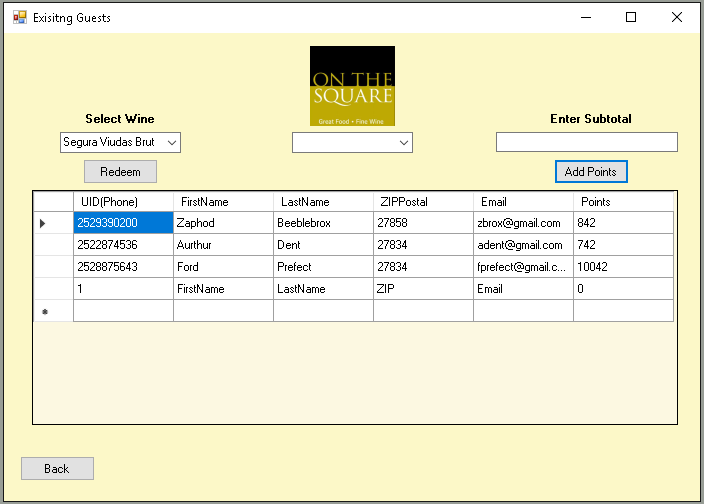 Exisitng Guests
ON THE
SQUARE
Great Food • Fine Wine
Select Wine
Enter Subtotal
Segura Viudas Brut
Redeem
Add Points
UID(Phone) FirstName LastName ZIPPostal Email Points
2529390200 Zaphod Beeblebrox 27858 zbrox@gmail.com 842
2522874536 Aurthur Dent 27834 adent@gmail.com 742
2528875643 Ford Prefect 27834 fprefect@gmail.c... 10042
1 FirstName LastName ZIP Email 0
Back